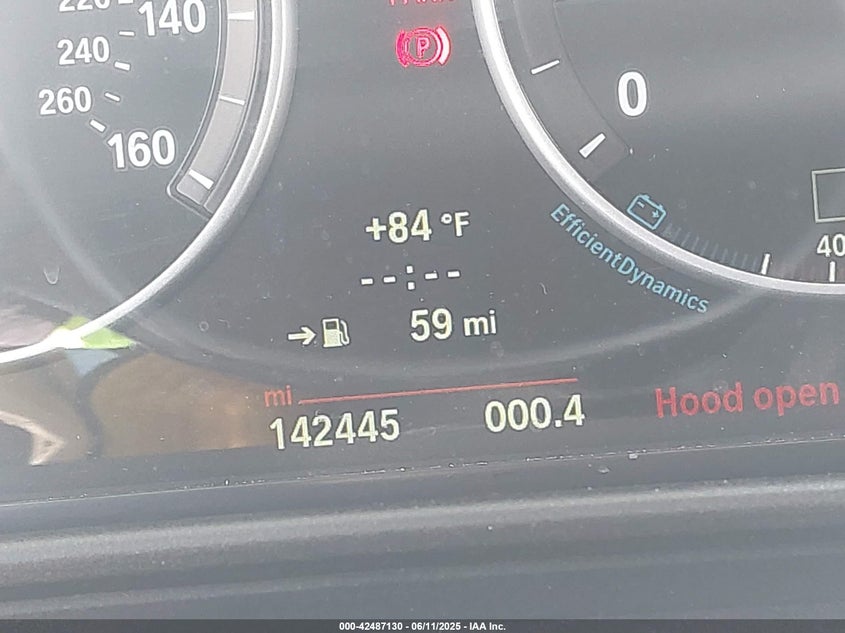 220
140
240
260
160
P
0
+84 °F
--:--
EfficientDynamics
40
59 mi
mi
142445
000.4
Hood open
000-42487130 - 06/11/2025 - IAA Inc.